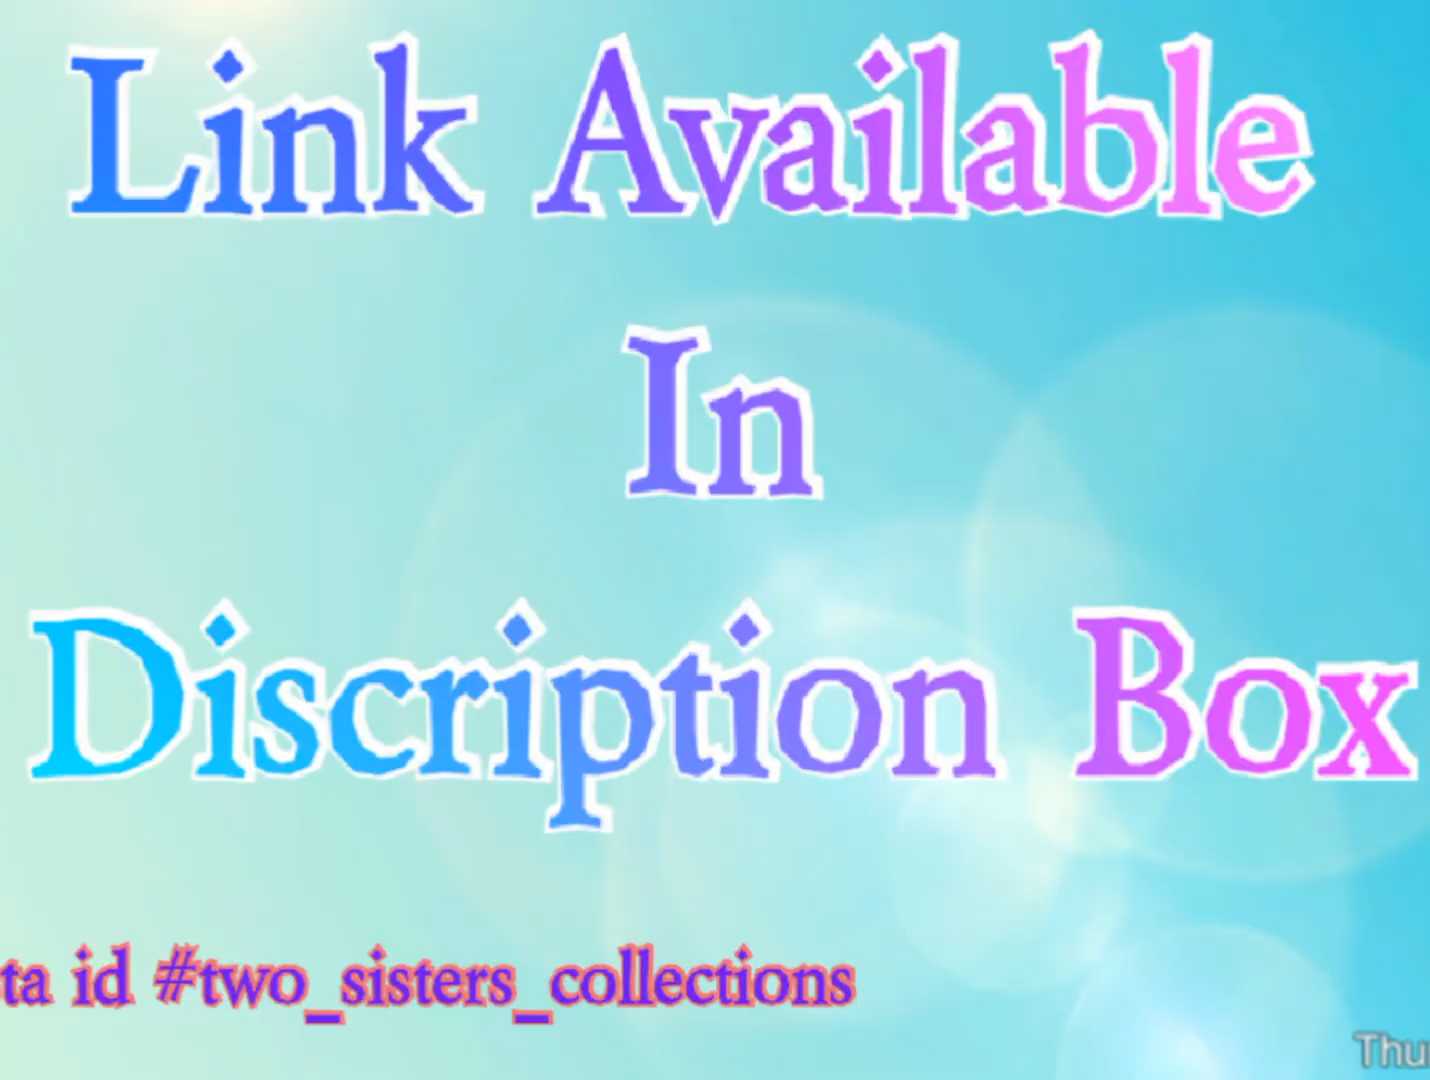 Link Available
In
Discription Box
ta id #two_sisters_collections